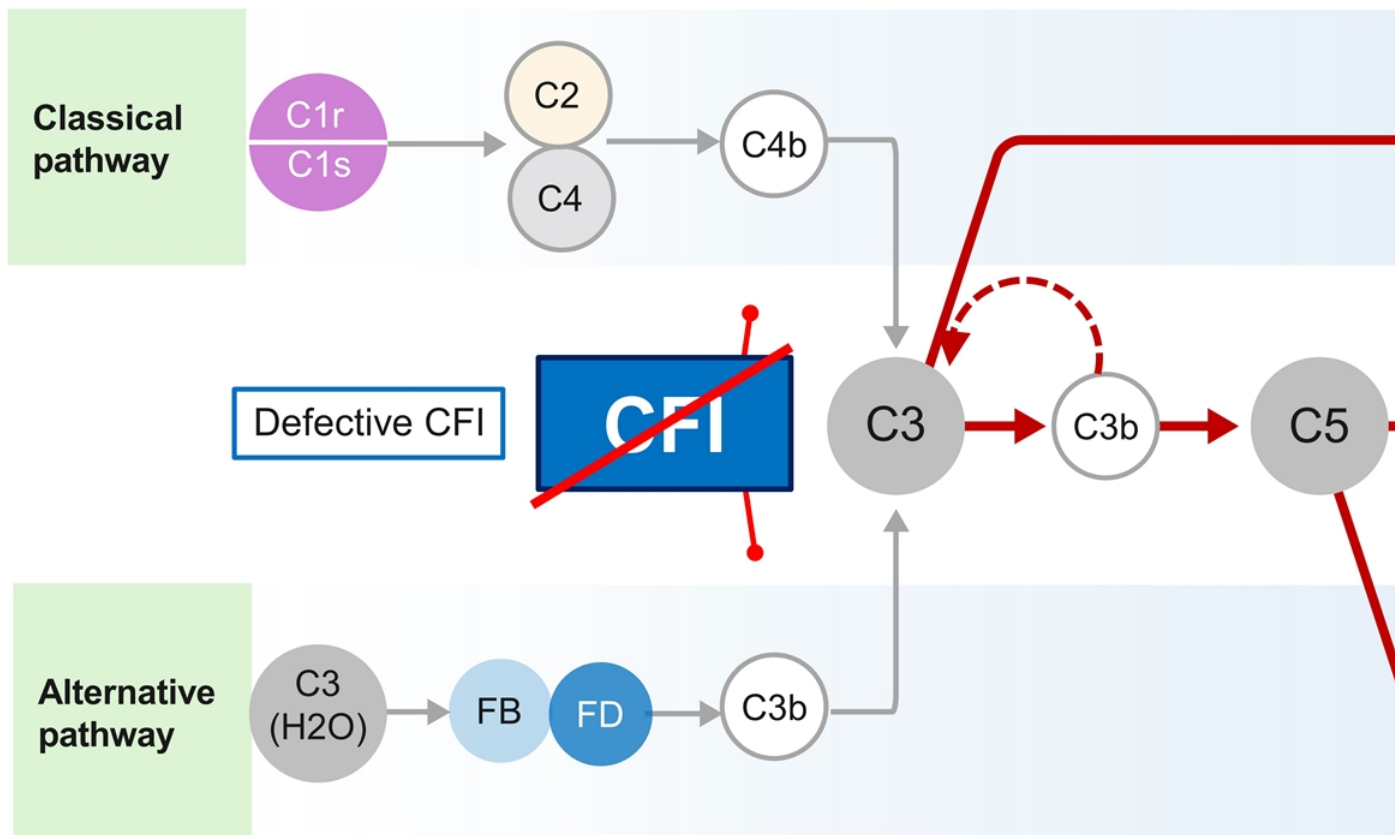 Classical
pathway
C1r
C1s
C2
C4
C4b
Defective CFI
CFI
C3
C3b
C5
Alternative
pathway
C3
(H2O)
FB
FD
C3b